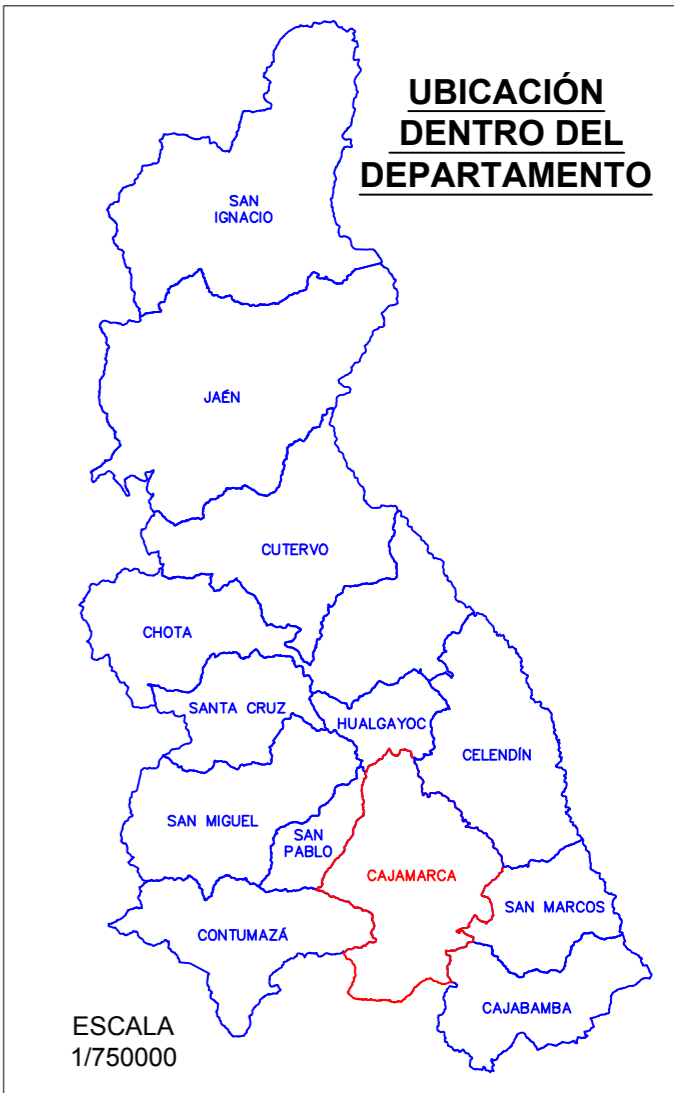 UBICACIÓN
DENTRO DEL
DEPARTAMENTO
SAN
IGNACIO
JAÉN
CUTERVO
CHOTA
SANTA CRUZ
HUALGAYOC
CELENDÍN
SAN MIGUEL
SAN
PABLO
CAJAMARCA
SAN MARCOS
CONTUMAZÁ
CAJABAMBA
ESCALA
1/750000